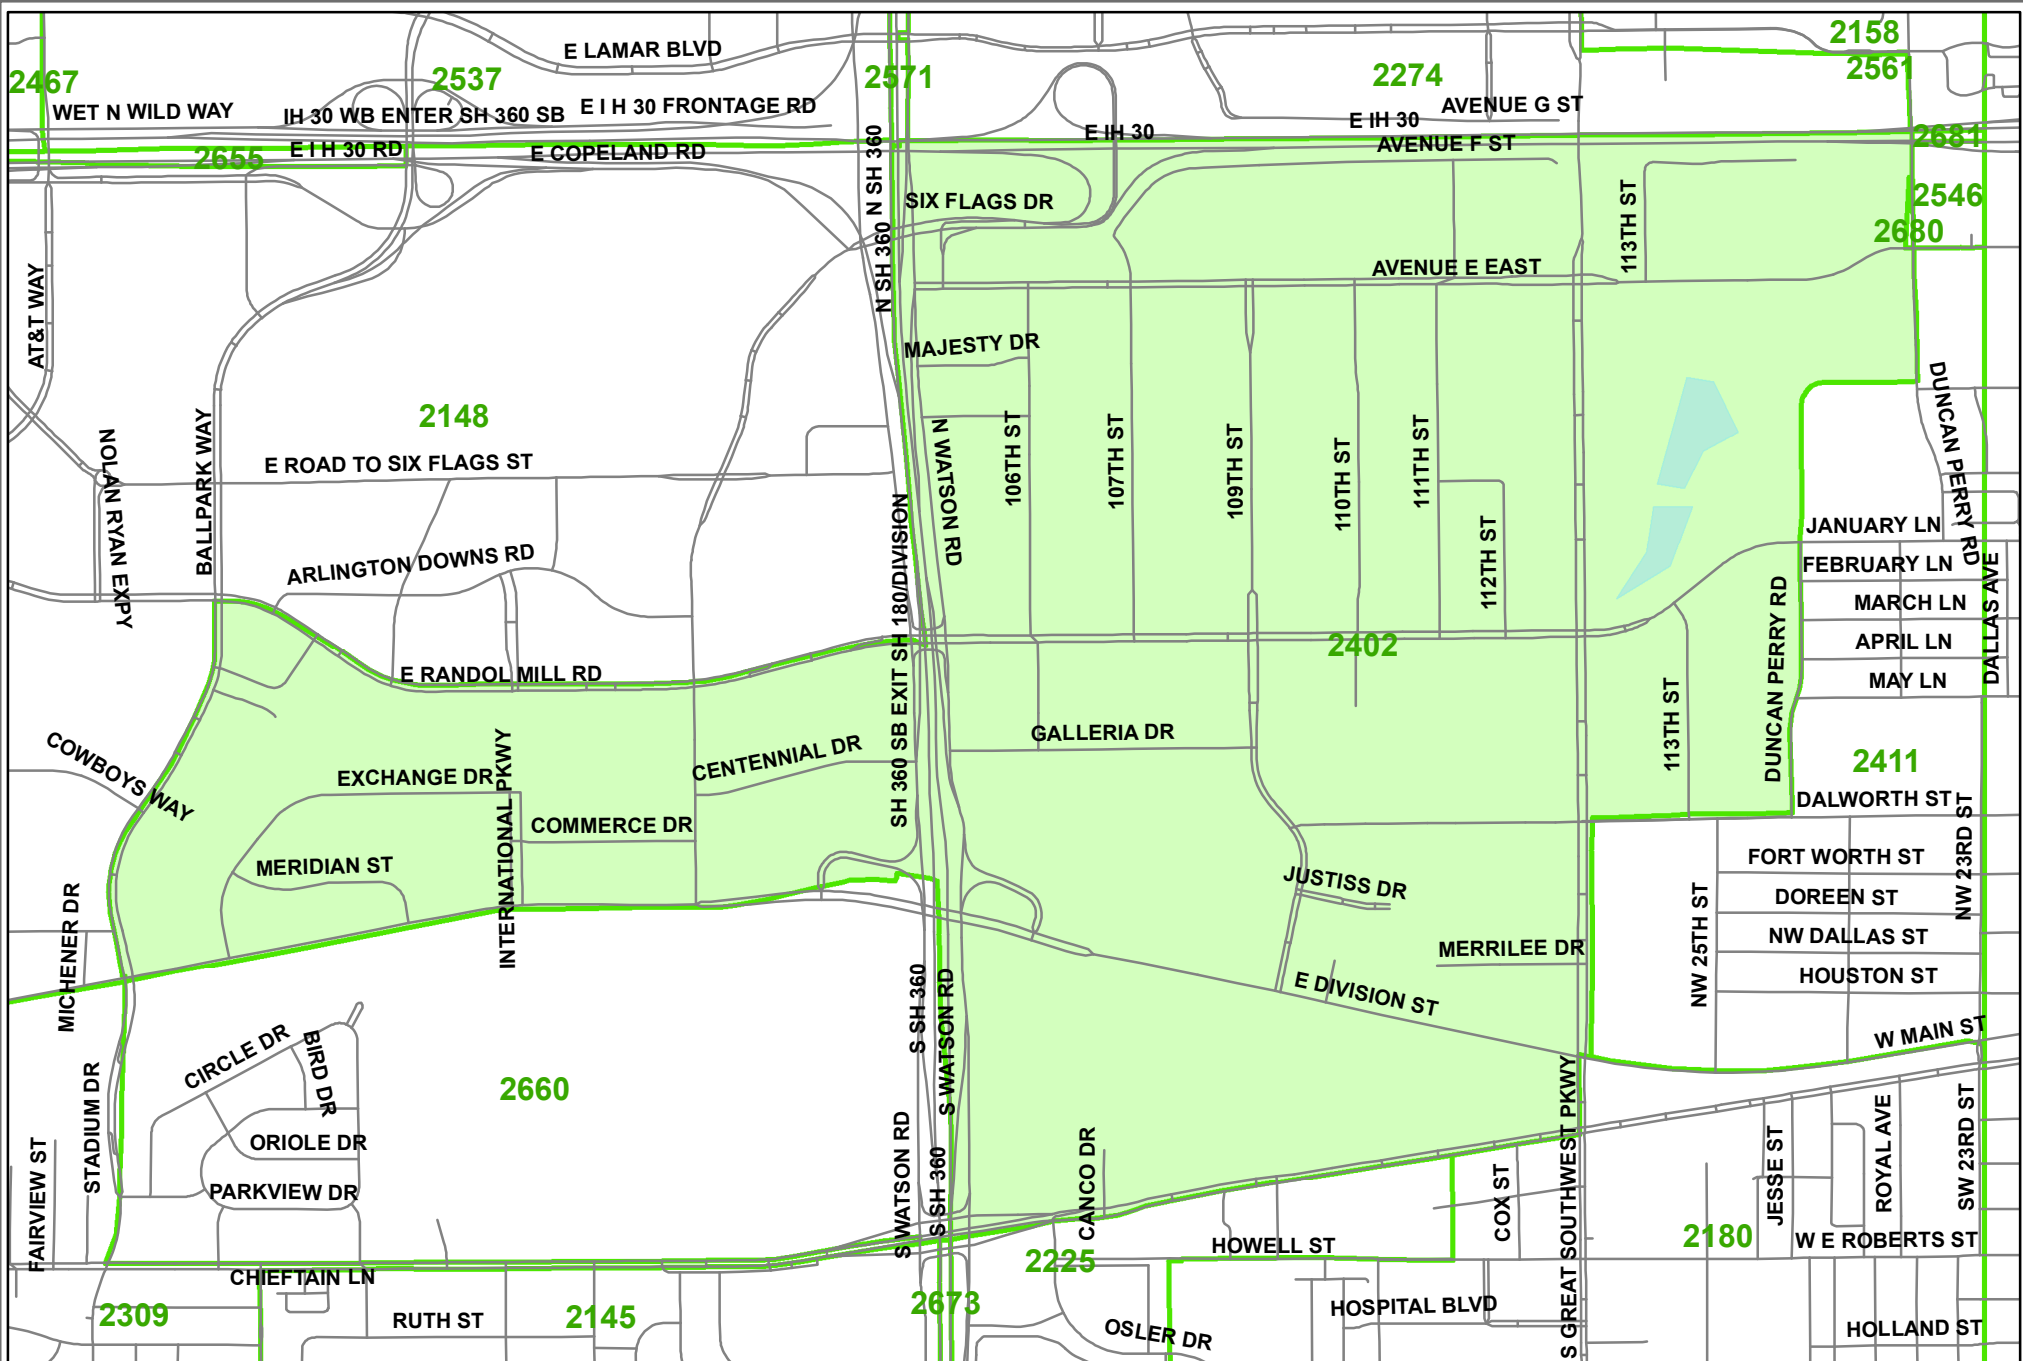 E LAMAR BLVD
2158
2467
2537
2571
2274
2561
WET N WILD WAY
IH 30 WB ENTER SH 360 SB
E I H 30 FRONTAGE RD
AVENUE G ST
E IH 30
E IH 30
2681
2655
E I H 30 RD
E COPELAND RD
AVENUE F ST
N SH 360
SIX FLAGS DR
113TH ST
2546
2680
N SH 360
AVENUE E EAST
AT&T WAY
MAJESTY DR
DUNCAN PERRY RD
2148
NOLAN RYAN EXPY
BALLPARK WAY
E ROAD TO SIX FLAGS ST
N WATSON RD
106TH ST
107TH ST
109TH ST
110TH ST
111TH ST
112TH ST
JANUARY LN
ARLINGTON DOWNS RD
SH 360 SB EXIT SH 180/DIVISION
FEBRUARY LN
MARCH LN
DALLAS AVE
APRIL LN
2402
DUNCAN PERRY RD
MAY LN
E RANDOL MILL RD
113TH ST
GALLERIA DR
COWBOYS WAY
EXCHANGE DR
INTERNATIONAL PKWY
CENTENNIAL DR
2411
DALWORTH ST
COMMERCE DR
NW 23RD ST
MERIDIAN ST
FORT WORTH ST
JUSTISS DR
DOREEN ST
MICHENER DR
NW 25TH ST
NW DALLAS ST
MERRILEE DR
HOUSTON ST
S SH 360
S WATSON RD
E DIVISION ST
W MAIN ST
CIRCLE DR
BIRD DR
2660
STADIUM DR
S GREAT SOUTHWEST PKWY
SW 23RD ST
ROYAL AVE
ORIOLE DR
FAIRVIEW ST
S WATSON RD
S SH 360
CANCO DR
JESSE ST
COX ST
PARKVIEW DR
2180
W E ROBERTS ST
HOWELL ST
2225
CHIEFTAIN LN
2309
RUTH ST
2145
2673
HOSPITAL BLVD
OSLER DR
HOLLAND ST